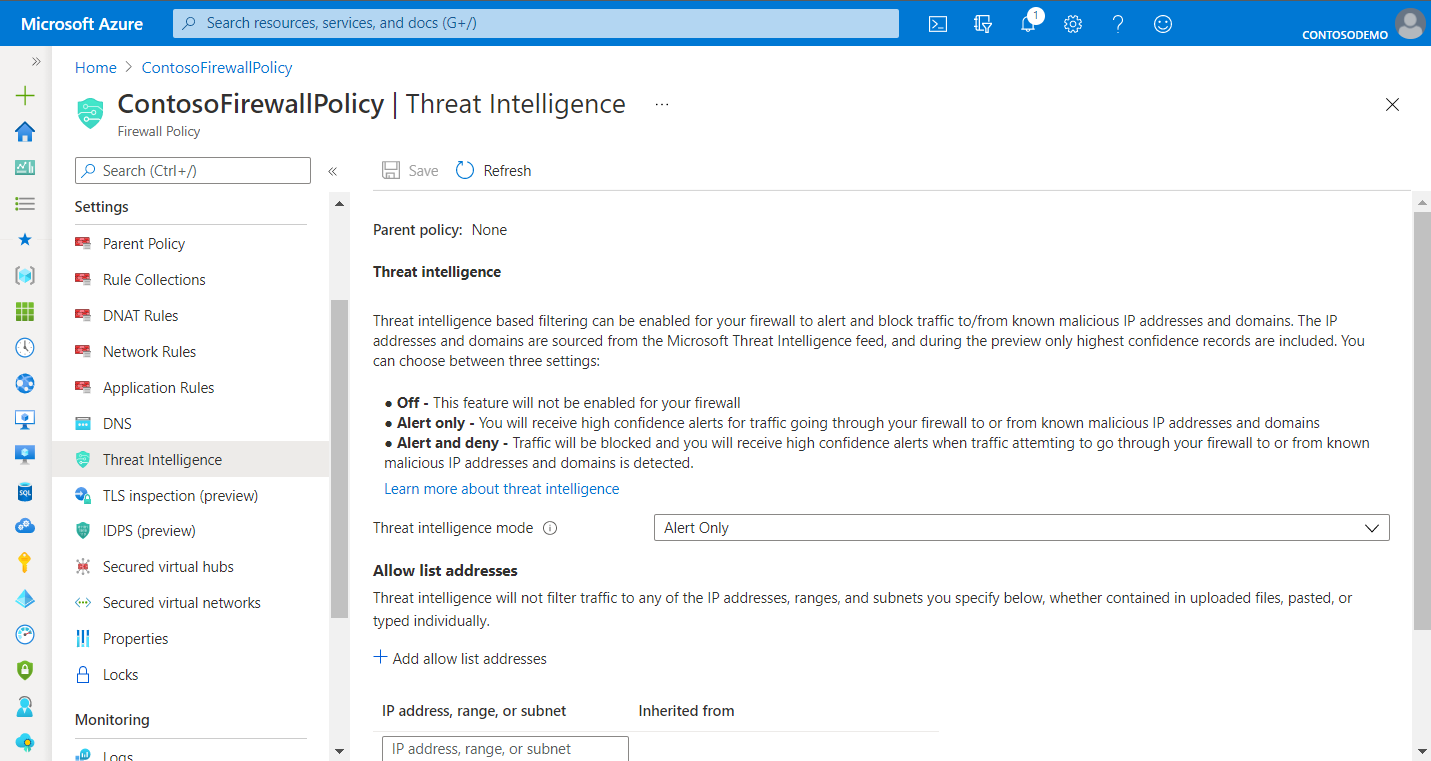 Microsoft Azure
Search resources, services, and docs (G+/)
1
CONTOSODEMO
Home > ContosoFirewallPolicy
ContosoFirewallPolicy | Threat Intelligence ...
Firewall Policy
Search (Ctrl+/)
«
Save
Refresh
Settings
Parent Policy
Rule Collections
DNAT Rules
Network Rules
Application Rules
DNS
Threat Intelligence
TLS inspection (preview)
IDPS (preview)
Secured virtual hubs
Secured virtual networks
Properties
Locks
Monitoring
Logs
Parent policy: None
Threat intelligence
Threat intelligence based filtering can be enabled for your firewall to alert and block traffic to/from known malicious IP addresses and domains. The IP
addresses and domains are sourced from the Microsoft Threat Intelligence feed, and during the preview only highest confidence records are included. You
can choose between three settings:
● Off - This feature will not be enabled for your firewall
● Alert only - You will receive high confidence alerts for traffic going through your firewall to or from known malicious IP addresses and domains
● Alert and deny - Traffic will be blocked and you will receive high confidence alerts when traffic attemting to go through your firewall to or from known
malicious IP addresses and domains is detected.
Learn more about threat intelligence
Threat intelligence mode
Alert Only
Allow list addresses
Threat intelligence will not filter traffic to any of the IP addresses, ranges, and subnets you specify below, whether contained in uploaded files, pasted, or
typed individually.
+ Add allow list addresses
IP address, range, or subnet
Inherited from
IP address, range, or subnet